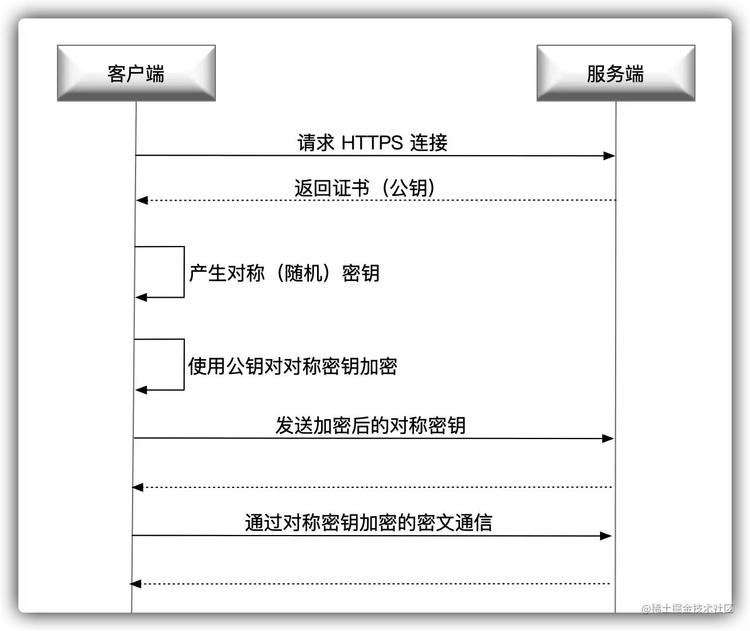 客户端
服务端
请求 HTTPS 连接
返回证书（公钥）
产生对称（随机）密钥
使用公钥对对称密钥加密
发送加密后的对称密钥
通过对称密钥加密的密文通信
@稀土掘金技术社区